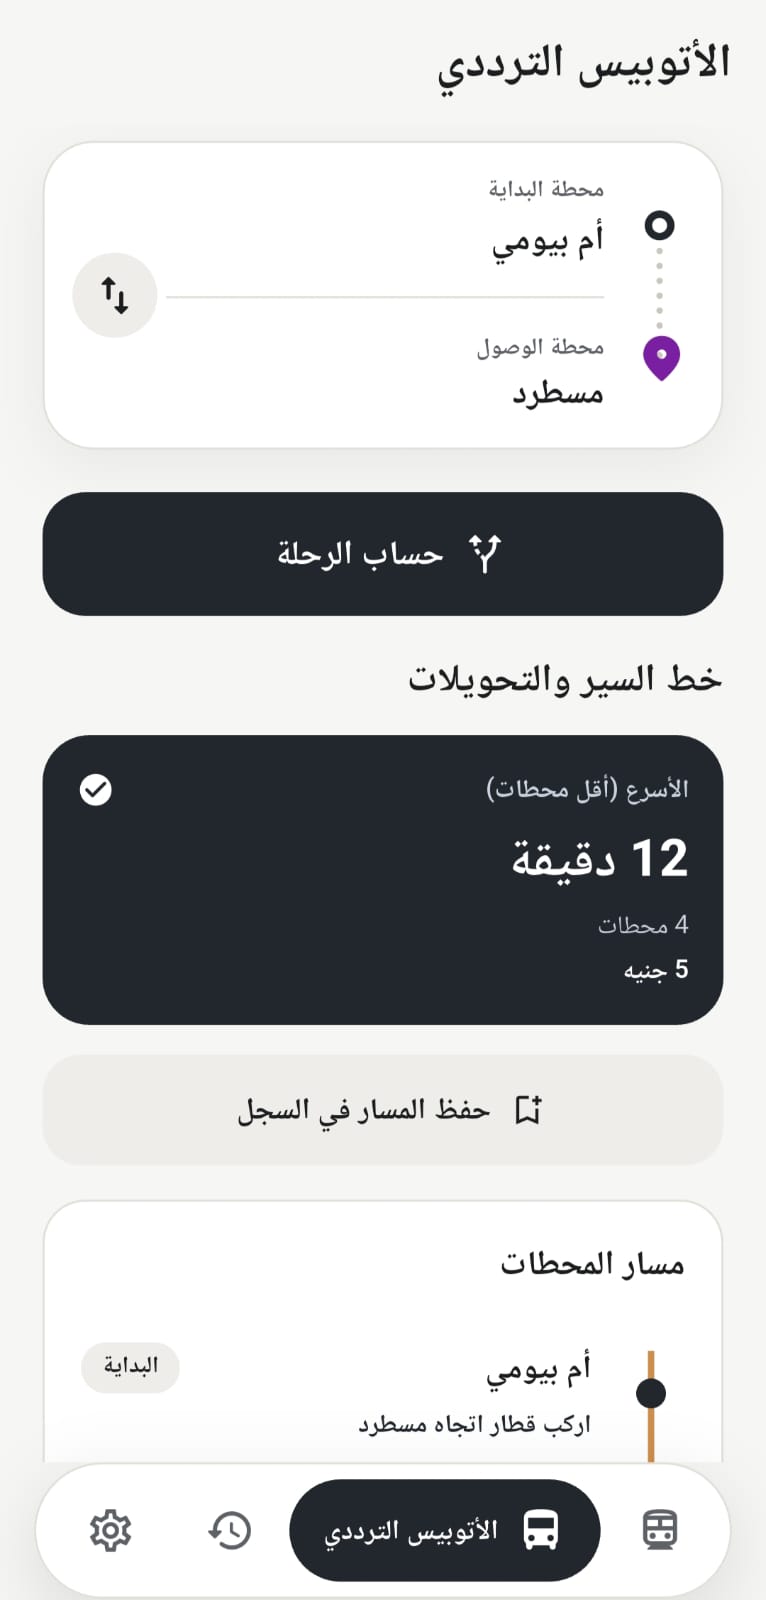 الأتوبيس الترددي
محطة البداية
أم بيومي
محطة الوصول
مسطرد
حساب الرحلة
خط السير والتحويلات
الأسرع (أقل محطات)
12 دقيقة
4 محطات
5 جنيه
حفظ المسار في السجل
مسار المحطات
أم بيومي
البداية
اركب قطار اتجاه مسطرد
الأتوبيس الترددي